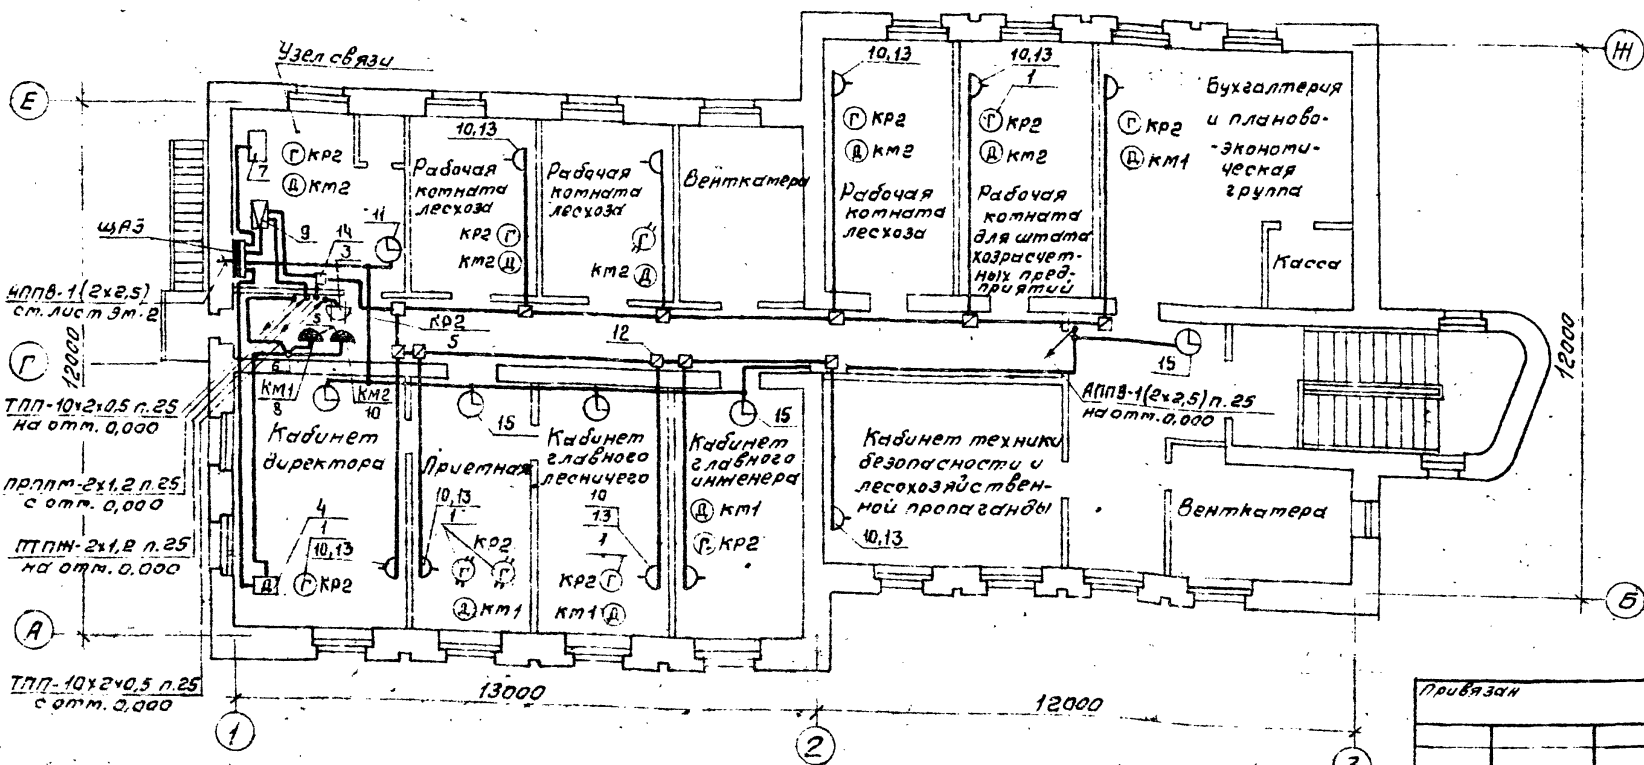 Узел связи
Е
Ж
7
Г КР2
Д КМ2
10,13
Рабочая
комната
лесхоза
КР2 Г
КМ2 Д
Рабочая
комната
лесхоза
Г
КМ2 Д
Венткамера
10,13
Г КР2
Д КМ2
Рабочая
комната
лесхоза
10,13
1
Г КР2
Д КМ2
Рабочая
комната
для штата
хозрасчет-
ных пред-
приятий
Г КР2
Д КМ1
Бухгалтерия
и планово-
-экономи-
ческая
группа
Касса
ЩРЗ
9
14
3
11
АППВ-1(2х2,5)
см. лист Эм-2
5
КР2
5
12
15
12000
12000
Г
6
КМ1
8
КМ2
10
15
15
АППВ-1(2х2,5) п.25
на отм. 0,000
ТПП-10х2х0,5 п.25
на отм. 0,000
ПРППМ-2х1,2 п.25
с отм. 0,000
ПТПЖ-2х1,2 п.25
на отм. 0,000
ТПП-10х2х0,5 п.25
с отм. 0,000
Кабинет
директора
4
1
10,13
Д
Г КР2
Приемная
10,13
1
КР2
Г Г
Д КМ1
Кабинет
главного
лесничего
10
13
1
КР2 Г
КМ1 Д
Кабинет
главного
инженера
Д КМ1
Г КР2
Кабинет техники
безопасности и
лесохозяйствен-
ной пропаганды
10,13
Венткамера
А
Б
13000
12000
1
2
3
Привязан